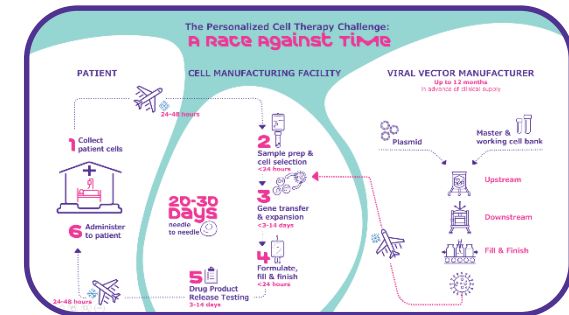 The Personalized Cell Therapy Challenge:
A Race Against Time
PATIENT
CELL MANUFACTURING FACILITY
VIRAL VECTOR MANUFACTURER
Up to 12 months
in advance of clinical supply
24-48 hours
1 Collect
patient cells
2
Sample prep &
cell selection
<24 hours
3
Gene transfer
& expansion
<3-14 days
4
Formulate,
fill & finish
<24 hours
5
Drug Product
Release Testing
3-14 days
24-48 hours
6 Administer
to patient
20-30
DAYS
needle
to needle
Plasmid
Master &
working cell bank
Upstream
Downstream
Fill & Finish